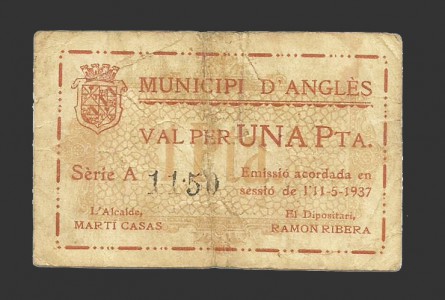 MUNICIPI D'ANGLÈS
VAL PER UNA PTA.
Sèrie A 1150
Emissió acordada en
sessió de l'11-5-1937
L'Alcalde,
MARTÍ CASAS
El Dipositari,
RAMON RIBERA